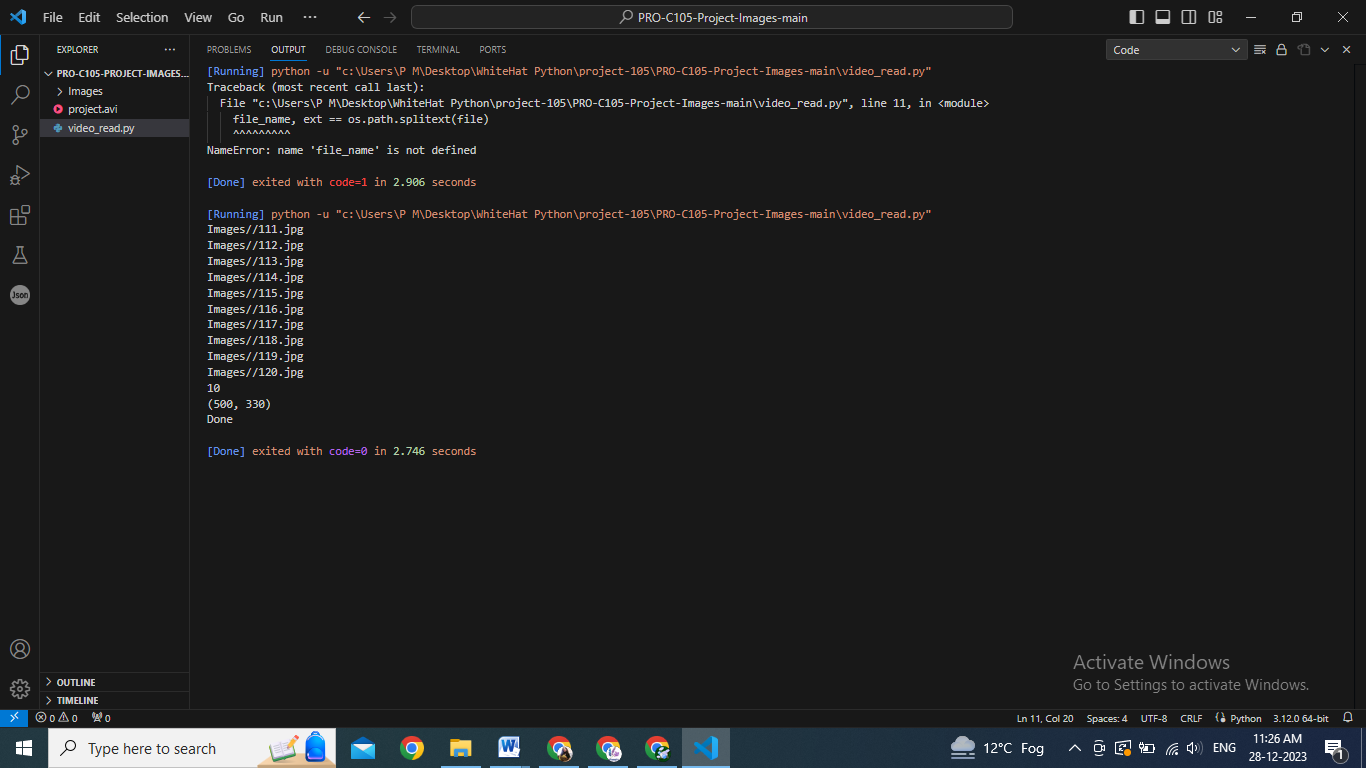 File Edit Selection View Go Run ··· PRO-C105-Project-Images-main
EXPLORER ···
PRO-C105-PROJECT-IMAGES...
Images
project.avi
video_read.py
PROBLEMS OUTPUT DEBUG CONSOLE TERMINAL PORTS Code
[Running] python -u "c:\Users\P M\Desktop\WhiteHat Python\project-105\PRO-C105-Project-Images-main\video_read.py"
Traceback (most recent call last):
File "c:\Users\P M\Desktop\WhiteHat Python\project-105\PRO-C105-Project-Images-main\video_read.py", line 11, in <module>
file_name, ext == os.path.splitext(file)
^^^^^^^^^
NameError: name 'file_name' is not defined
[Done] exited with code=1 in 2.906 seconds
[Running] python -u "c:\Users\P M\Desktop\WhiteHat Python\project-105\PRO-C105-Project-Images-main\video_read.py"
Images//111.jpg
Images//112.jpg
Images//113.jpg
Images//114.jpg
Images//115.jpg
Images//116.jpg
Images//117.jpg
Images//118.jpg
Images//119.jpg
Images//120.jpg
10
(500, 330)
Done
[Done] exited with code=0 in 2.746 seconds
Json
OUTLINE
TIMELINE
Activate Windows
Go to Settings to activate Windows.
0 0 0 Ln 11, Col 20 Spaces: 4 UTF-8 CRLF Python 3.12.0 64-bit
Type here to search
12°C Fog
ENG
11:26 AM
28-12-2023
1